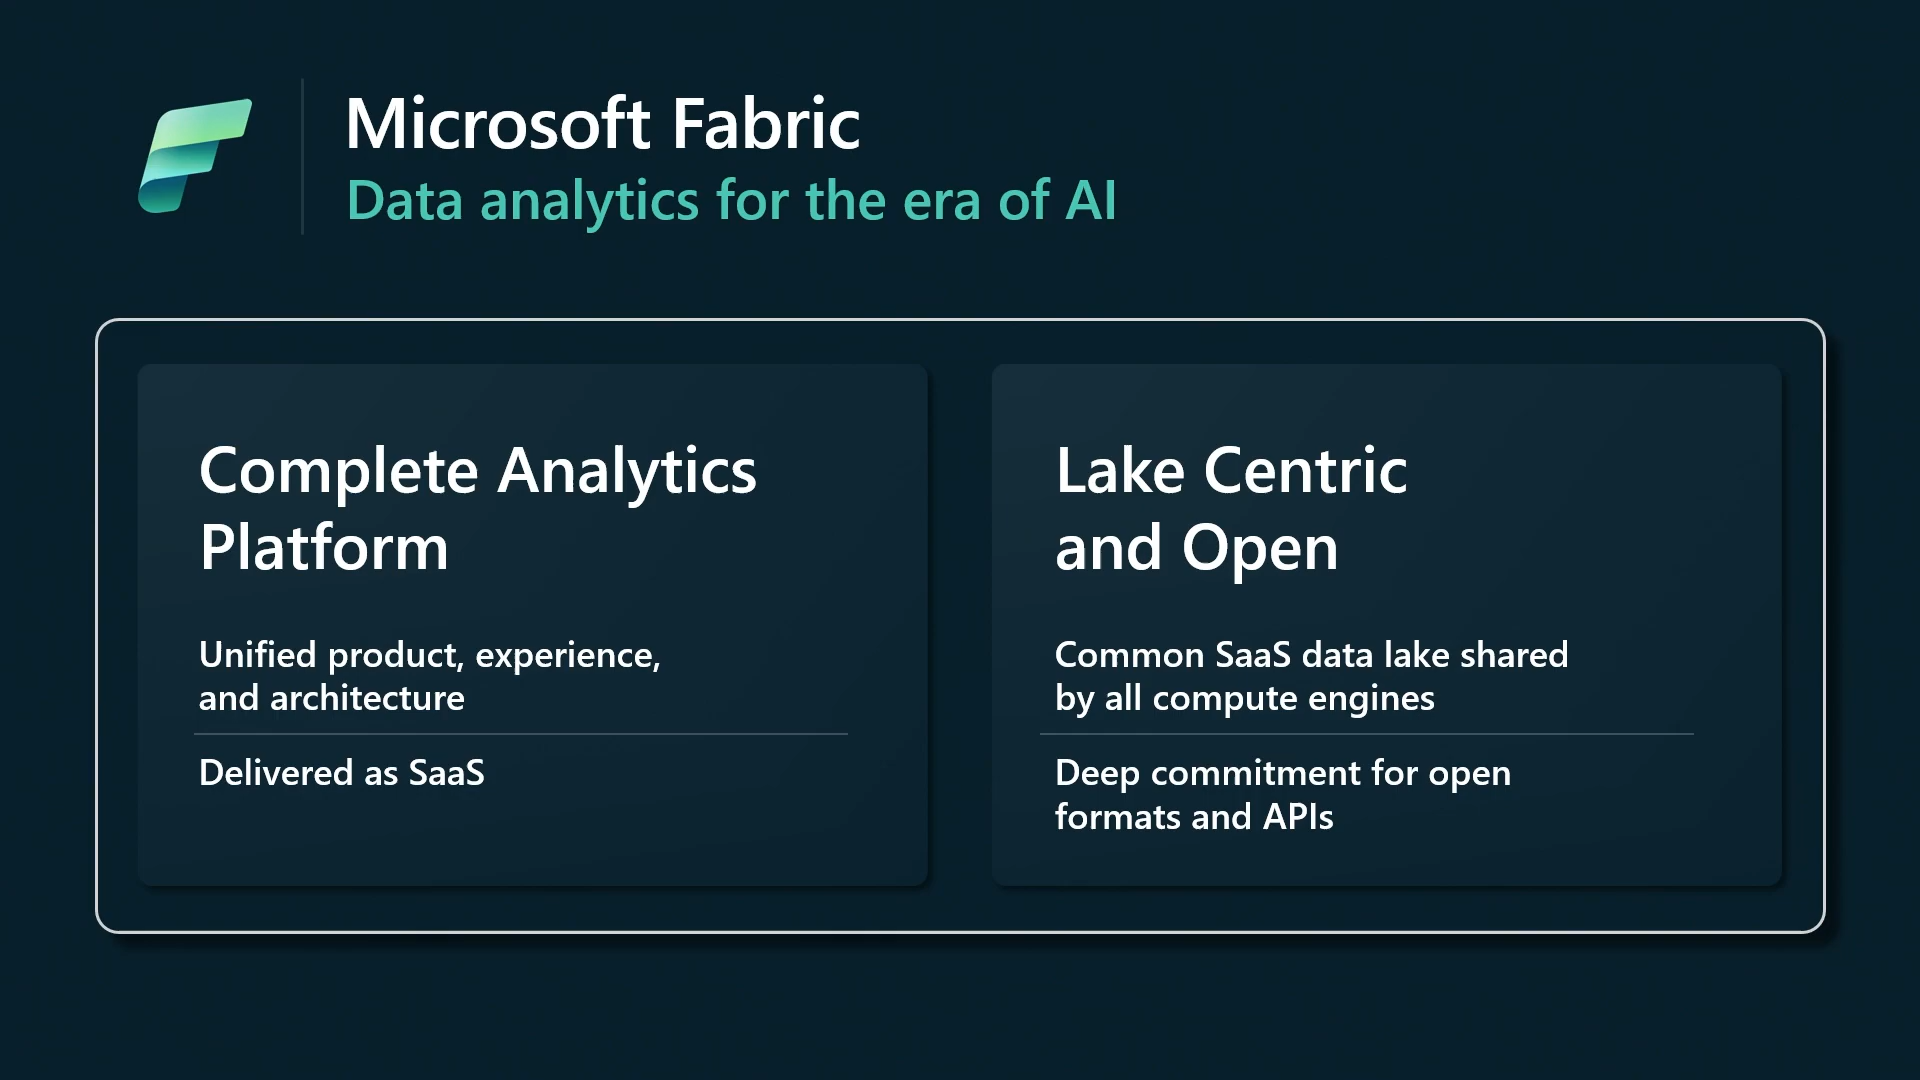 Microsoft Fabric
Data analytics for the era of AI
Complete Analytics
Platform
Unified product, experience,
and architecture
Delivered as SaaS
Lake Centric
and Open
Common SaaS data lake shared
by all compute engines
Deep commitment for open
formats and APIs